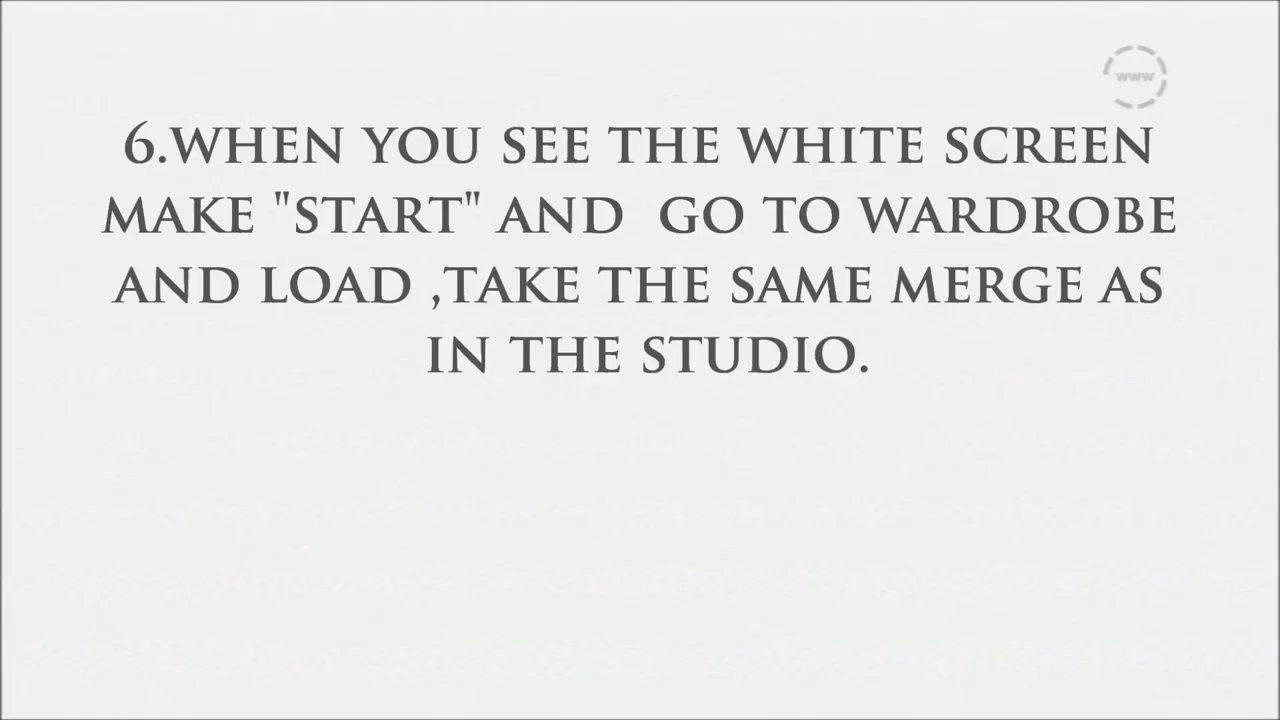 www
6.WHEN YOU SEE THE WHITE SCREEN
MAKE "START" AND  GO TO WARDROBE
AND LOAD ,TAKE THE SAME MERGE AS
IN THE STUDIO.